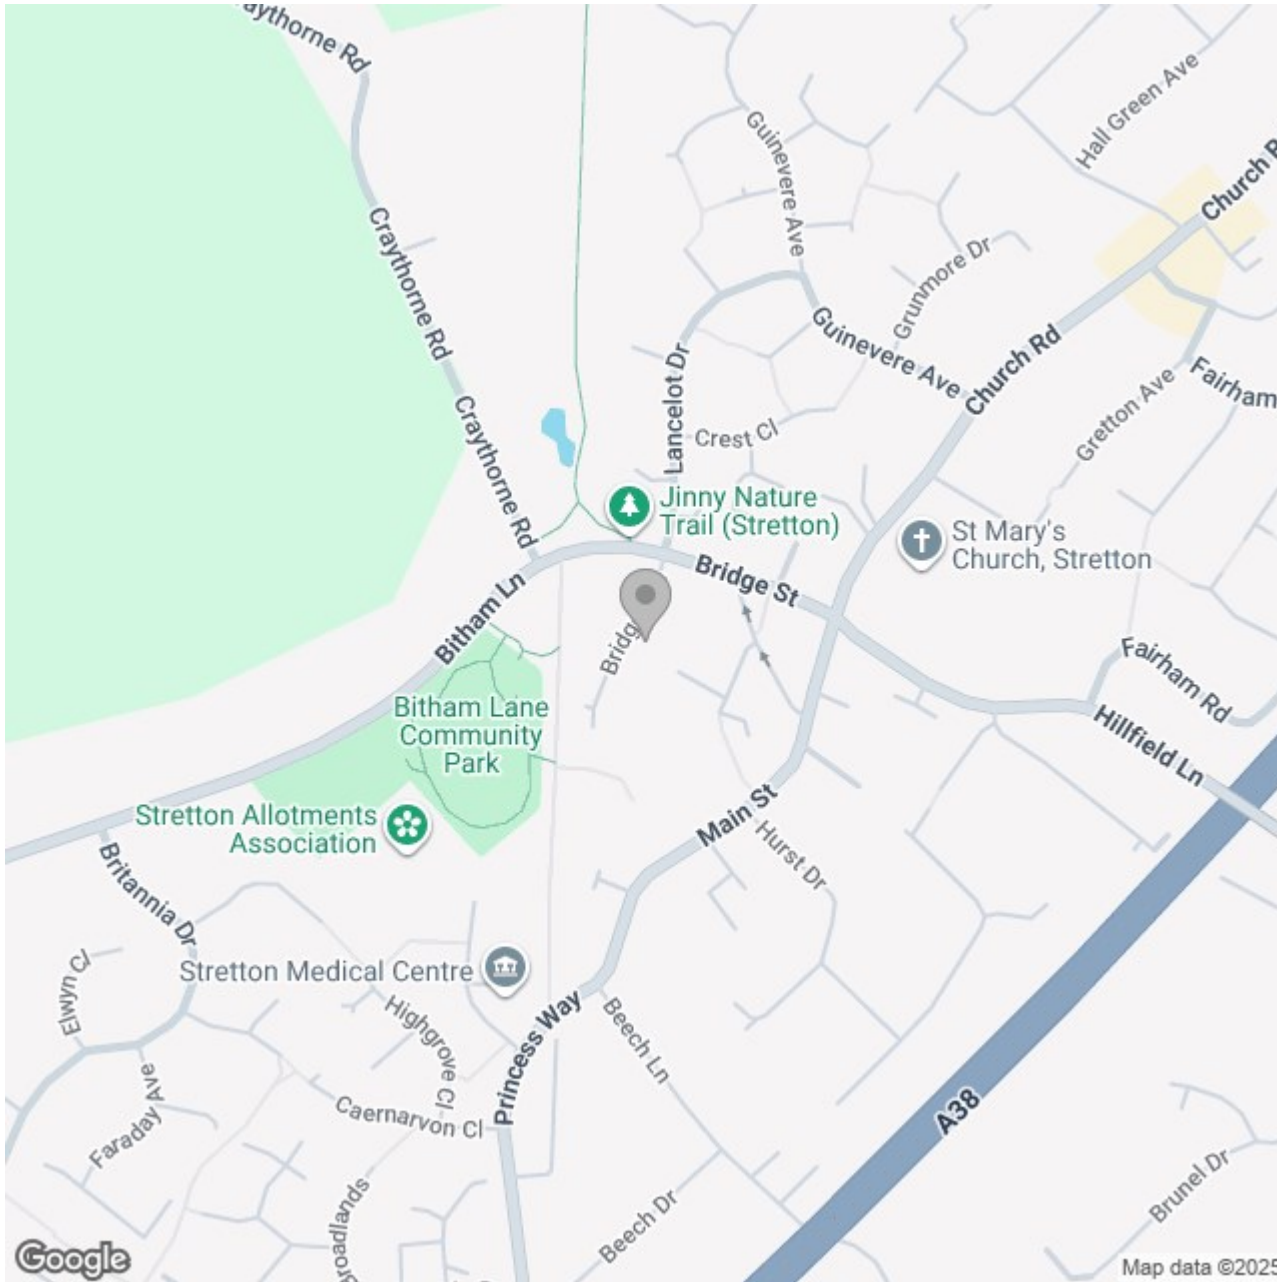 aythorne Rd
Craythorne Rd
Craythorne Rd
Guinevere Ave
Hall Green Ave
Church R
Grunmore Dr
Guinevere Ave
Church Rd
Lancelot Dr
Crest Cl
Gretton Ave
Fairham
Jinny Nature
Trail (Stretton)
St Mary's
Church, Stretton
Bridge St
Bitham Ln
Bridg
Fairham Rd
Hillfield Ln
Bitham Lane
Community
Park
Stretton Allotments
Association
Main St
Hurst Dr
Britannia Dr
Elwyn Cl
Stretton Medical Centre
Highgrove Cl
Princess Way
Beech Ln
Faraday Ave
Caernarvon Cl
A38
Broadlands
Beech Dr
Brunel Dr
Google
Map data ©2025